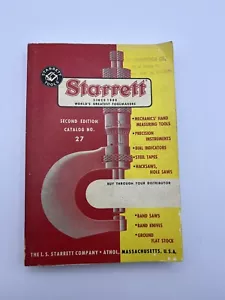 STARRETT
TOOLS
Starrett
SINCE 1880
WORLD'S GREATEST TOOLMAKERS
SECOND EDITION
CATALOG NO.
27
• MECHANICS' HAND
MEASURING TOOLS
• PRECISION
INSTRUMENTS
• DIAL INDICATORS
• STEEL TAPES
• HACKSAWS,
HOLE SAWS
BUY THROUGH YOUR DISTRIBUTOR
• BAND SAWS
• BAND KNIVES
• GROUND
FLAT STOCK
THE L.S. STARRETT COMPANY • ATHOL, MASSACHUSETTS, U.S.A.